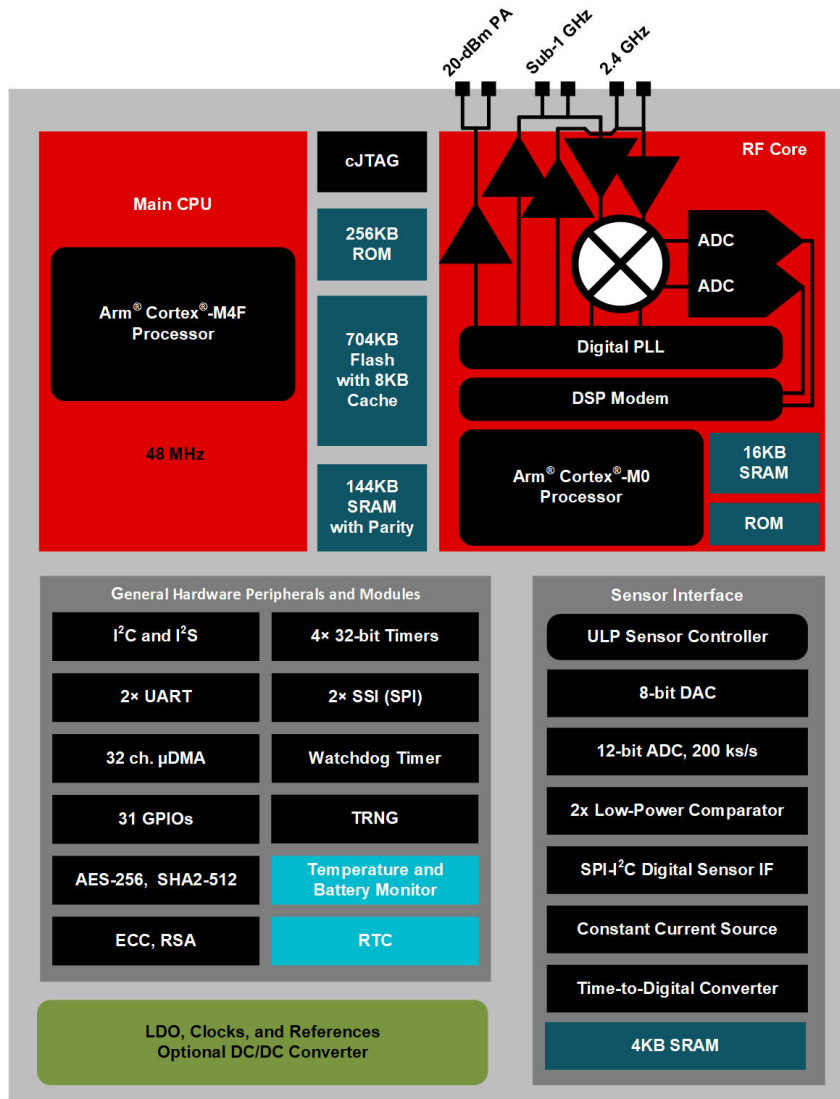 20-dBm PA
Sub-1 GHz
2.4 GHz
Main CPU
Arm® Cortex®-M4F
Processor
48 MHz
cJTAG
256KB
ROM
704KB
Flash
with 8KB
Cache
144KB
SRAM
with Parity
RF Core
ADC
ADC
Digital PLL
DSP Modem
Arm® Cortex®-M0
Processor
16KB
SRAM
ROM
General Hardware Peripherals and Modules
I²C and I²S
4× 32-bit Timers
2× UART
2× SSI (SPI)
32 ch. µDMA
Watchdog Timer
31 GPIOs
TRNG
AES-256, SHA2-512
Temperature and
Battery Monitor
ECC, RSA
RTC
LDO, Clocks, and References
Optional DC/DC Converter
Sensor Interface
ULP Sensor Controller
8-bit DAC
12-bit ADC, 200 ks/s
2x Low-Power Comparator
SPI-I²C Digital Sensor IF
Constant Current Source
Time-to-Digital Converter
4KB SRAM